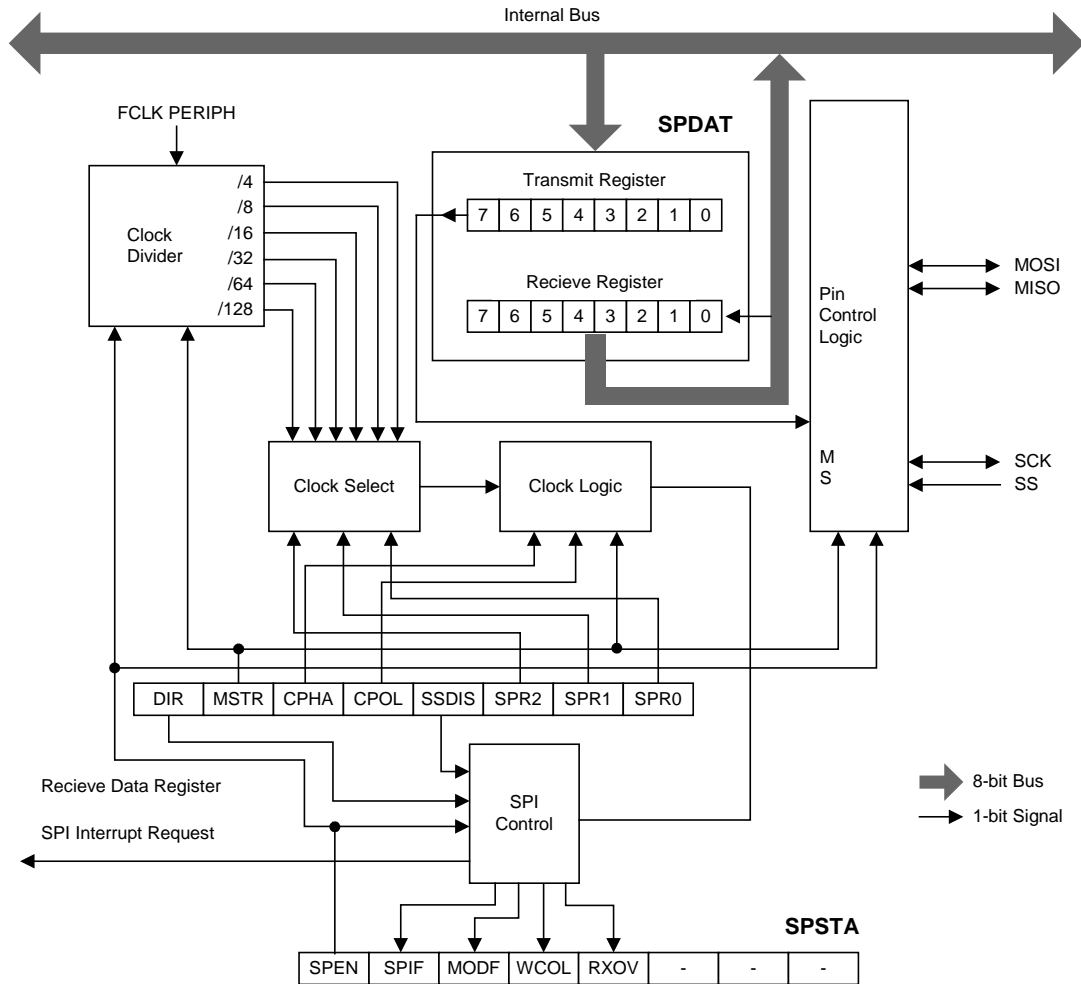 Internal Bus
FCLK PERIPH
SPDAT
Clock
Divider
/4
/8
/16
/32
/64
/128
Transmit Register
7 6 5 4 3 2 1 0
Recieve Register
7 6 5 4 3 2 1 0
Pin
Control
Logic
M
S
MOSI
MISO
SCK
SS
Clock Select
Clock Logic
DIR MSTR CPHA CPOL SSDIS SPR2 SPR1 SPR0
Recieve Data Register
SPI Interrupt Request
SPI
Control
8-bit Bus
1-bit Signal
SPSTA
SPEN SPIF MODF WCOL RXOV - - -